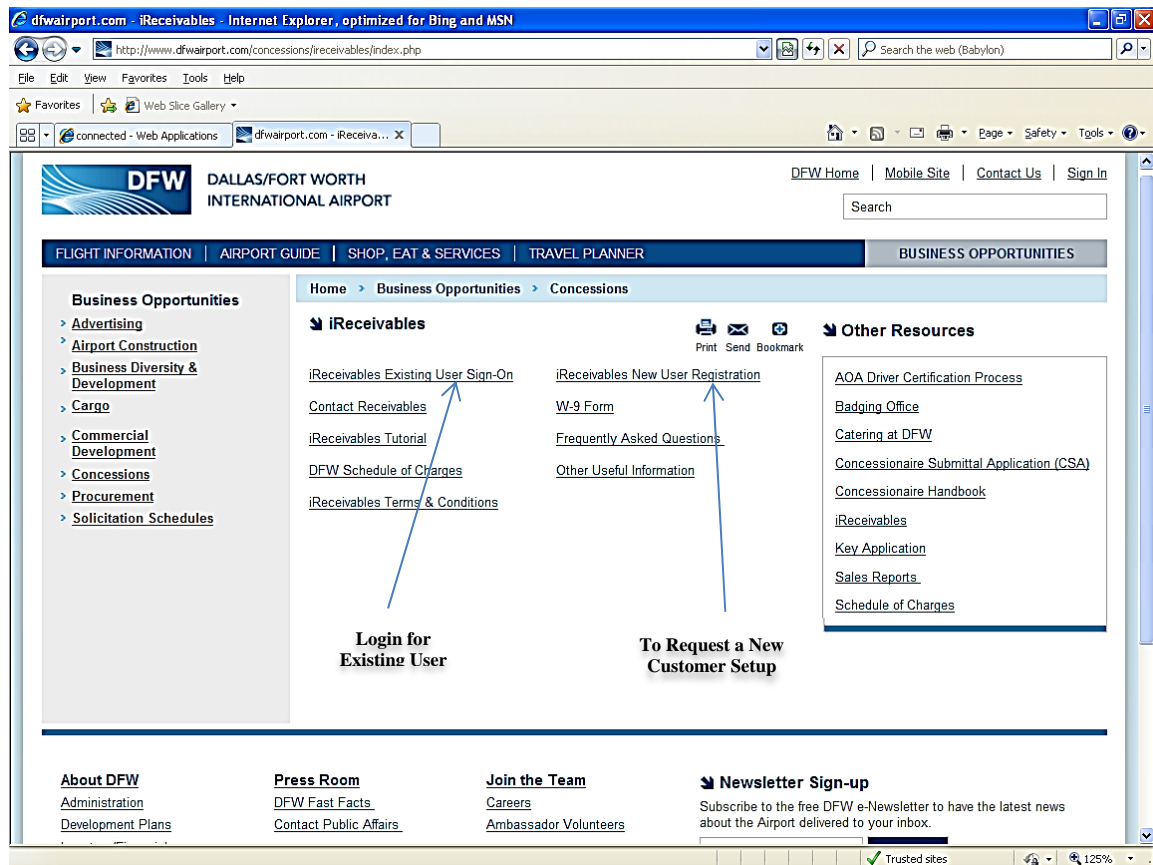 dfwairport.com - iReceivables - Internet Explorer, optimized for Bing and MSN
http://www.dfwairport.com/concessions/ireceivables/index.php
Search the web (Babylon)
File Edit View Favorites Tools Help
Favorites Web Slice Gallery
connected - Web Applications
dfwairport.com - iReceiva...
Page Safety Tools
DFW
DALLAS/FORT WORTH
INTERNATIONAL AIRPORT
DFW Home | Mobile Site | Contact Us | Sign In
Search
FLIGHT INFORMATION | AIRPORT GUIDE | SHOP, EAT & SERVICES | TRAVEL PLANNER
BUSINESS OPPORTUNITIES
Business Opportunities
Advertising
Airport Construction
Business Diversity &
Development
Cargo
Commercial
Development
Concessions
Procurement
Solicitation Schedules
Home > Business Opportunities > Concessions
iReceivables
Print Send Bookmark
iReceivables Existing User Sign-On
Contact Receivables
iReceivables Tutorial
DFW Schedule of Charges
iReceivables Terms & Conditions
iReceivables New User Registration
W-9 Form
Frequently Asked Questions
Other Useful Information
Login for
Existing User
To Request a New
Customer Setup
Other Resources
AOA Driver Certification Process
Badging Office
Catering at DFW
Concessionaire Submittal Application (CSA)
Concessionaire Handbook
iReceivables
Key Application
Sales Reports
Schedule of Charges
About DFW
Administration
Development Plans
Press Room
DFW Fast Facts
Contact Public Affairs
Join the Team
Careers
Ambassador Volunteers
Newsletter Sign-up
Subscribe to the free DFW e-Newsletter to have the latest news
about the Airport delivered to your inbox.
Trusted sites
125%